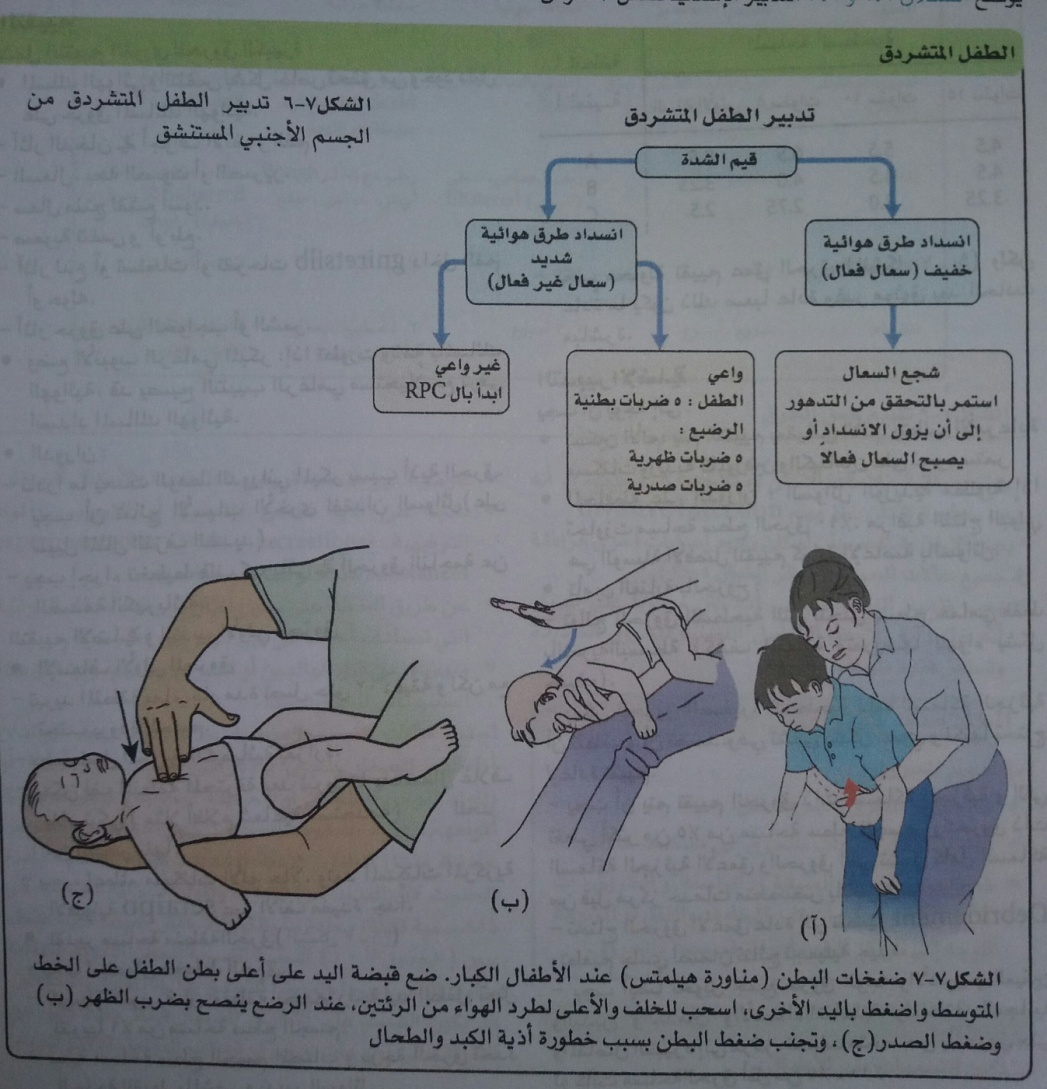 الطفل المتشردق
الشكل٧-٦ تدبير الطفل المتشردق من
الجسم الأجنبي المستنشق
تدبير الطفل المتشردق
قيم الشدة
انسداد طرق هوائية
خفيف (سعال فعال)
انسداد طرق هوائية
شديد
(سعال غير فعال)
شجع السعال
استمر بالتحقق من التدهور
إلى أن يزول الانسداد أو
يصبح السعال فعالاً
واعي
الطفل: ٥ ضربات بطنية
الرضيع:
٥ ضربات ظهرية
٥ ضربات صدرية
غير واعي
ابدأ بال RPC
(آ)
(ب)
(ج)
الشكل٧-٧ ضغخات البطن (مناورة هيلمتس) عند الأطفال الكبار. ضع قبضة اليد على أعلى بطن الطفل على الخط
المتوسط واضغط باليد الأخرى، اسحب للخلف والأعلى لطرد الهواء من الرئتين، عند الرضع ينصح بضرب الظهر (ب)
وضغط الصدر(ج)، وتجنب ضغط البطن بسبب خطورة أذية الكبد والطحال